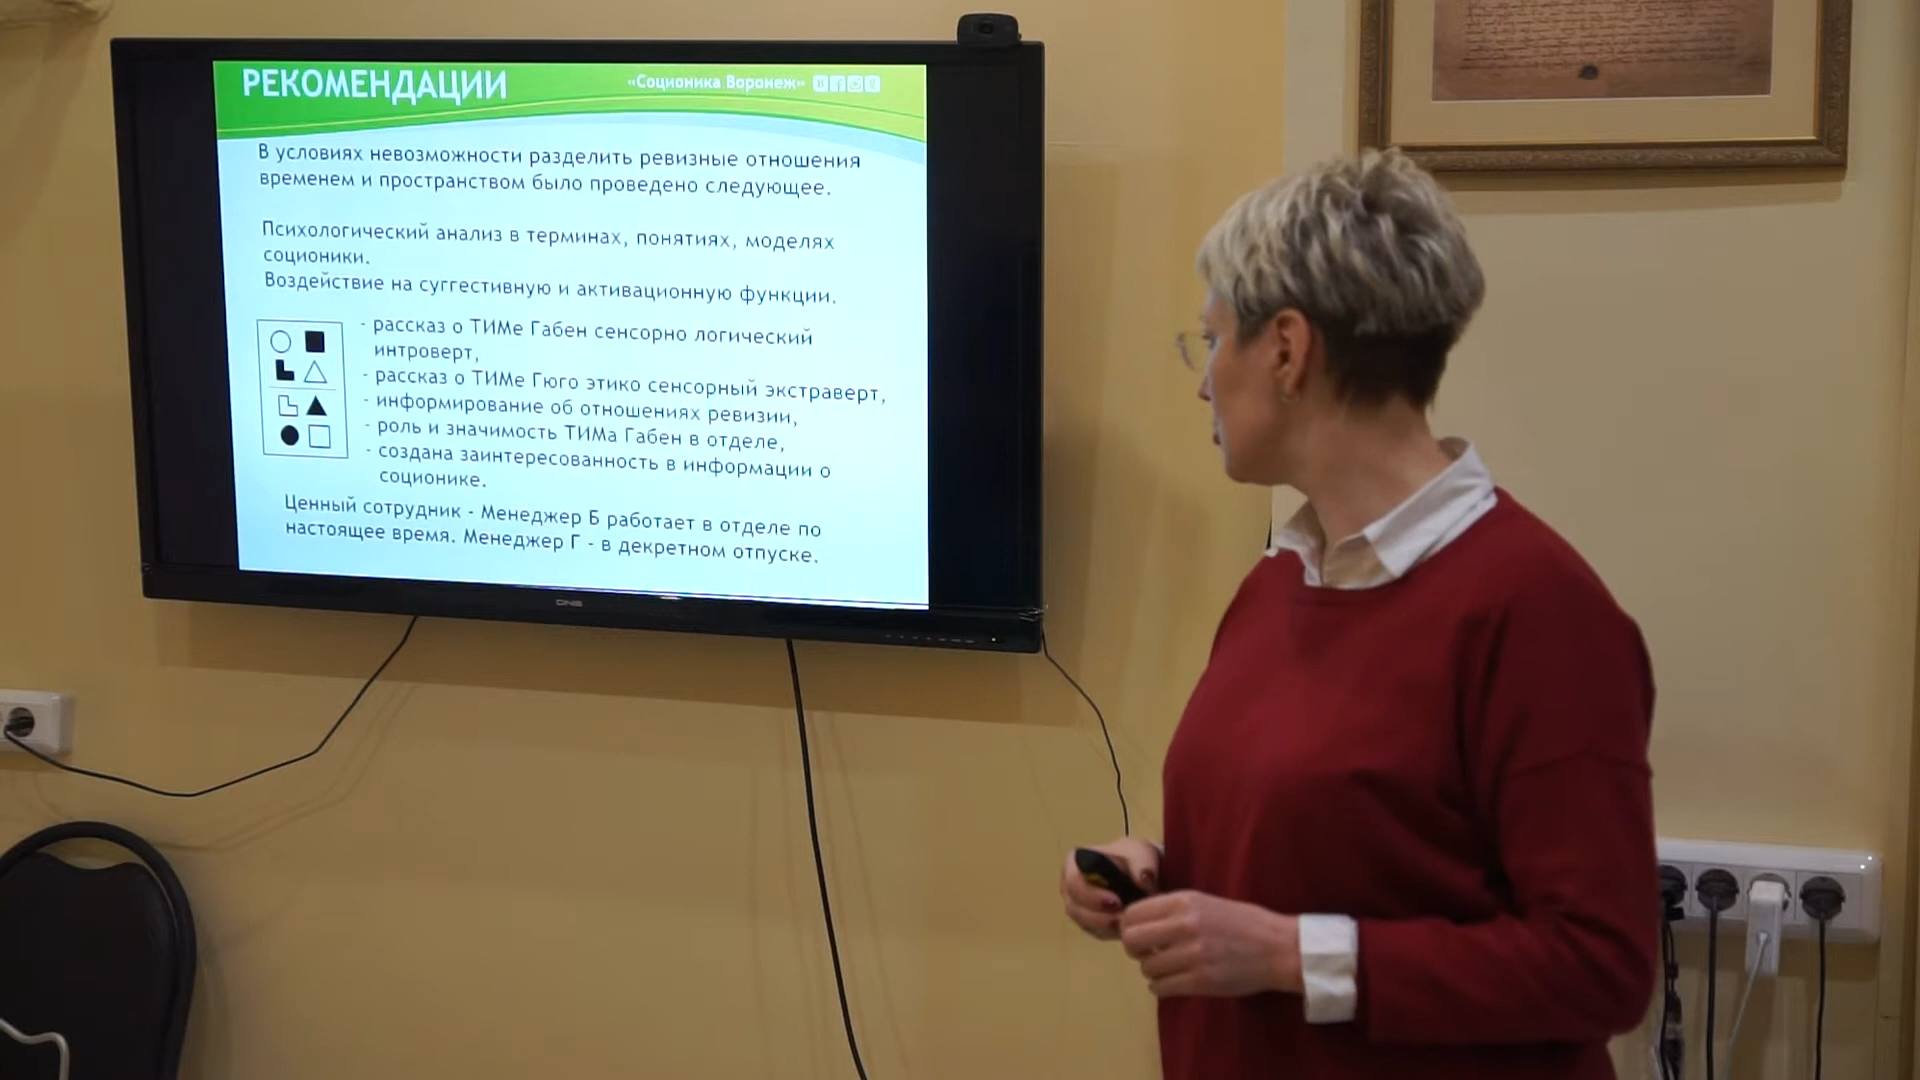 РЕКОМЕНДАЦИИ
«Соционика Воронеж»
В условиях невозможности разделить ревизные отношения
временем и пространством было проведено следующее.
Психологический анализ в терминах, понятиях, моделях
соционики.
Воздействие на суггестивную и активационную функции.
- рассказ о ТИМе Габен сенсорно логический
интроверт,
- рассказ о ТИМе Гюго этико сенсорный экстраверт,
- информирование об отношениях ревизии,
- роль и значимость ТИМа Габен в отделе,
- создана заинтересованность в информации о
соционике.
Ценный сотрудник - Менеджер Б работает в отделе по
настоящее время. Менеджер Г - в декретном отпуске.
DNS